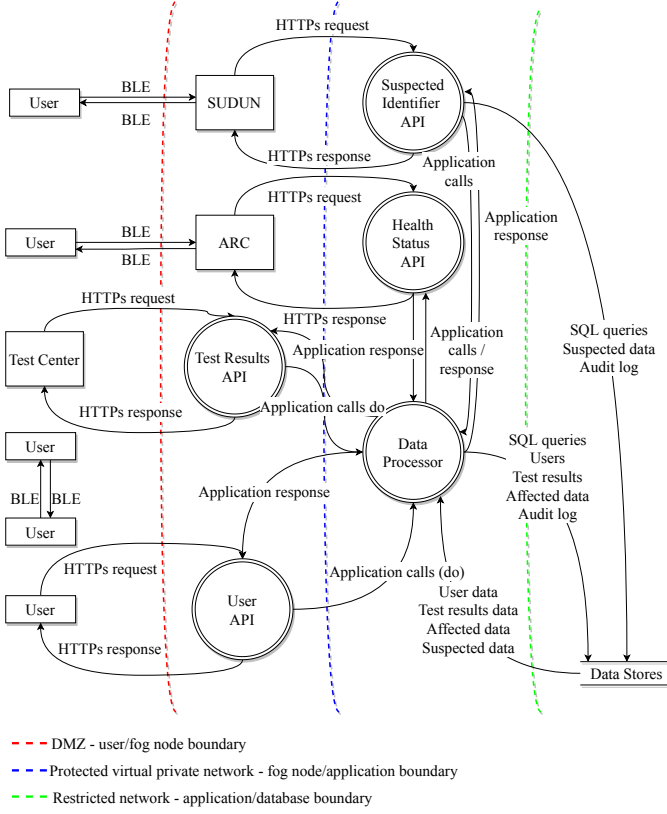 HTTPs request
BLE
User
SUDUN
BLE
Suspected
Identifier
API
HTTPs response
Application
calls
HTTPs request
Application
response
BLE
User
ARC
BLE
Health
Status
API
HTTPs request
HTTPs response
Application response
Application
calls /
response
SQL queries
Suspected data
Audit log
Test Center
Test Results
API
HTTPs response
Application calls do
User
BLE
BLE
User
Data
Processor
SQL queries
Users
Test results
Affected data
Audit log
Application response
HTTPs request
Application calls (do)
User
User
API
HTTPs response
User data
Test results data
Affected data
Suspected data
Data Stores
DMZ - user/fog node boundary
Protected virtual private network - fog node/application boundary
Restricted network - application/database boundary